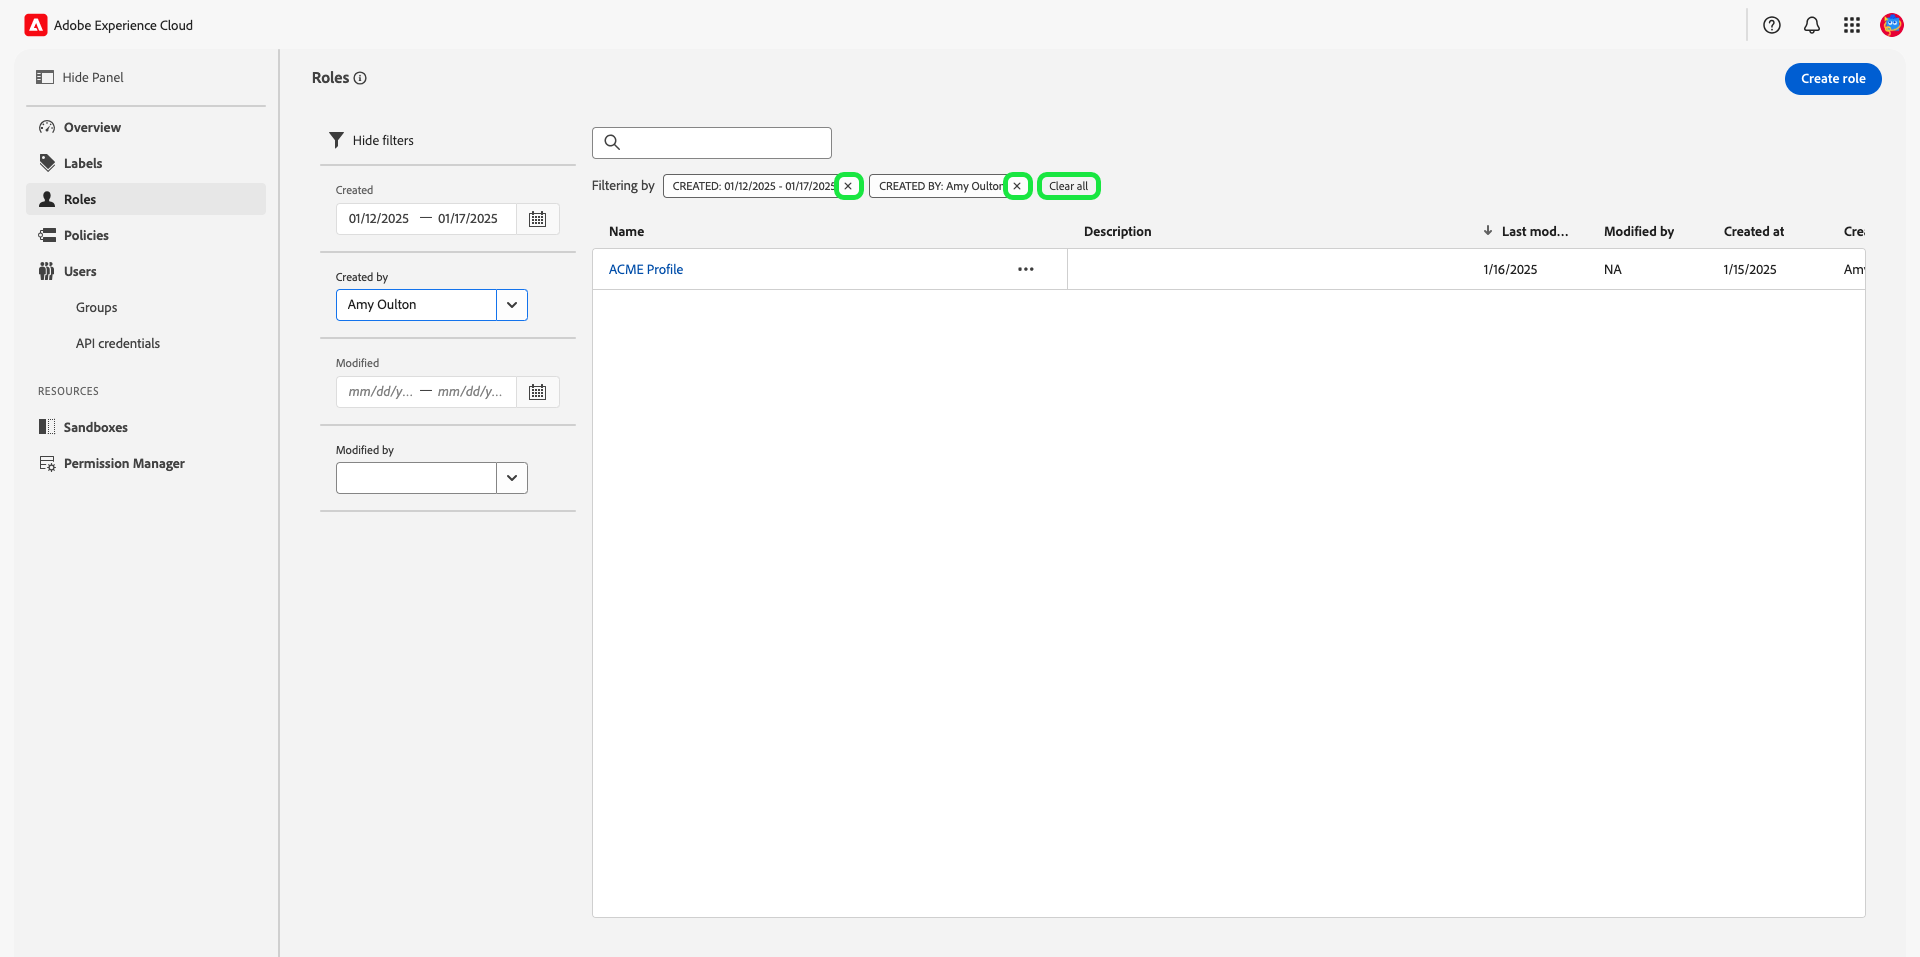 Adobe Experience Cloud
Hide Panel
Overview
Labels
Roles
Policies
Users
Groups
API credentials
RESOURCES
Sandboxes
Permission Manager
Roles
Create role
Hide filters
Created
01/12/2025 — 01/17/2025
Created by
Amy Oulton
Modified
mm/dd/y... — mm/dd/y...
Modified by
Filtering by CREATED: 01/12/2025 - 01/17/2025 CREATED BY: Amy Oulton Clear all
Name Description Last mod... Modified by Created at Crea
ACME Profile ... 1/16/2025 NA 1/15/2025 Amy